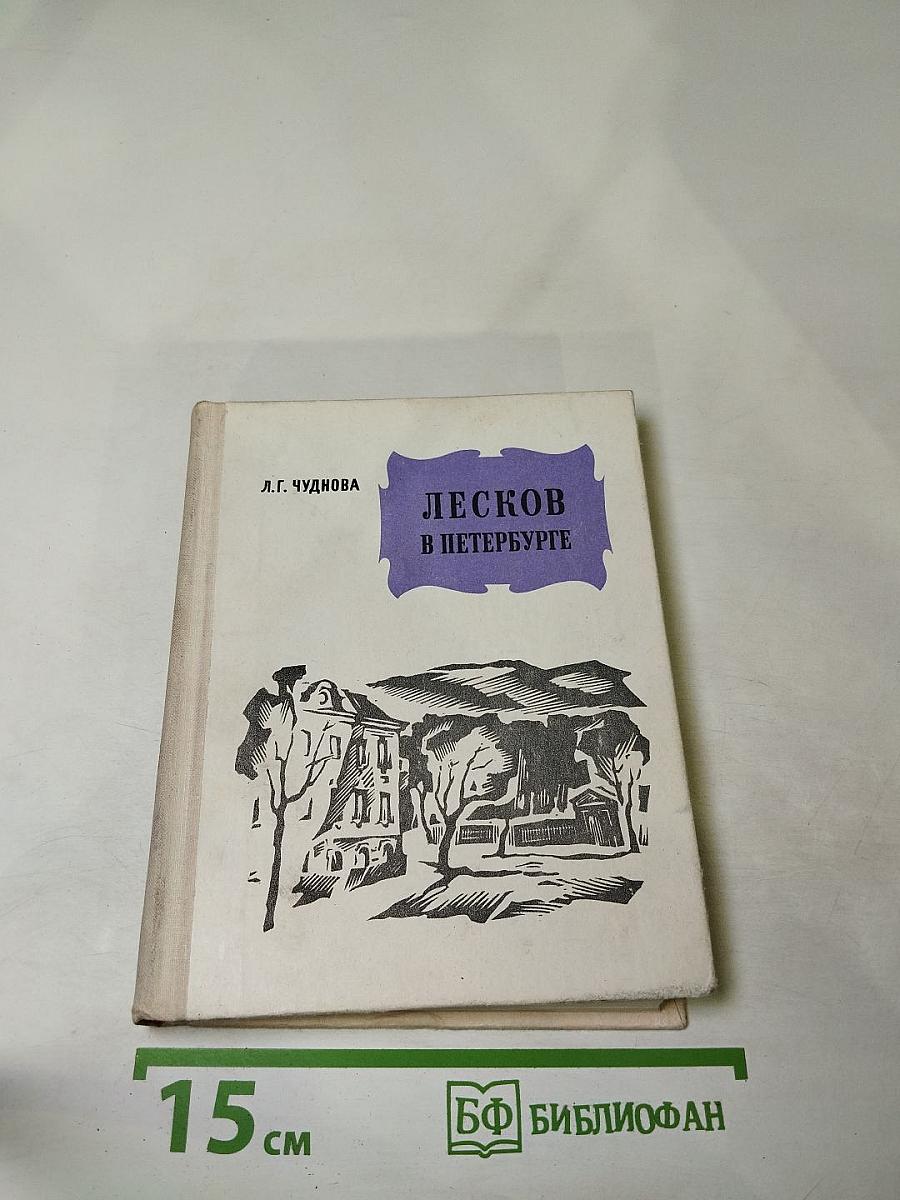 Л.Г. ЧУДНОВА
ЛЕСКОВ
В ПЕТЕРБУРГЕ
15 см
БФ БИБЛИОФАН